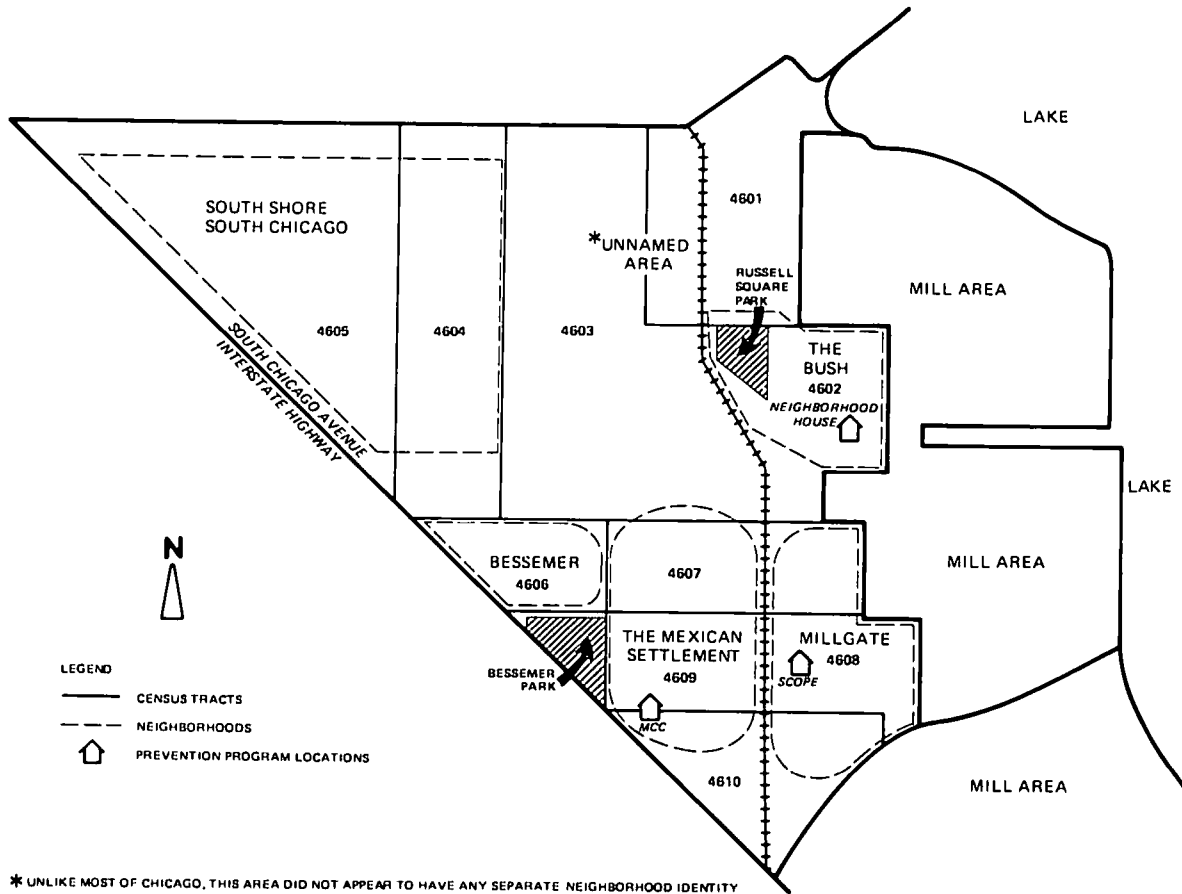 LAKE
4601
SOUTH SHORE
SOUTH CHICAGO
*UNNAMED
AREA
RUSSELL
SQUARE
PARK
MILL AREA
4605
4604
4603
THE
BUSH
4602
NEIGHBORHOOD
HOUSE
SOUTH CHICAGO AVENUE
INTERSTATE HIGHWAY
LAKE
N
BESSEMER
4606
4607
MILL AREA
THE MEXICAN
SETTLEMENT
4609
MILLGATE
4608
SCOPE
BESSEMER
PARK
MCC
LEGEND
CENSUS TRACTS
NEIGHBORHOODS
PREVENTION PROGRAM LOCATIONS
4610
MILL AREA
* UNLIKE MOST OF CHICAGO, THIS AREA DID NOT APPEAR TO HAVE ANY SEPARATE NEIGHBORHOOD IDENTITY